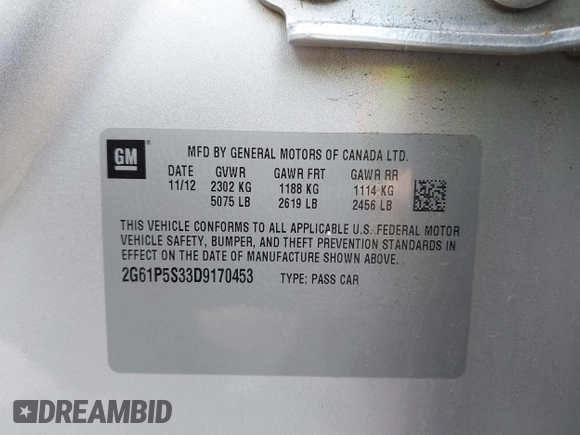 GM
MFD BY GENERAL MOTORS OF CANADA LTD.
DATE GVWR GAWR FRT GAWR RR
11/12 2302 KG 1188 KG 1114 KG
5075 LB 2619 LB 2456 LB
THIS VEHICLE CONFORMS TO ALL APPLICABLE U.S. FEDERAL MOTOR
VEHICLE SAFETY, BUMPER, AND THEFT PREVENTION STANDARDS IN
EFFECT ON THE DATE OF MANUFACTURE SHOWN ABOVE.
2G61P5S33D9170453 TYPE: PASS CAR
DREAMBID